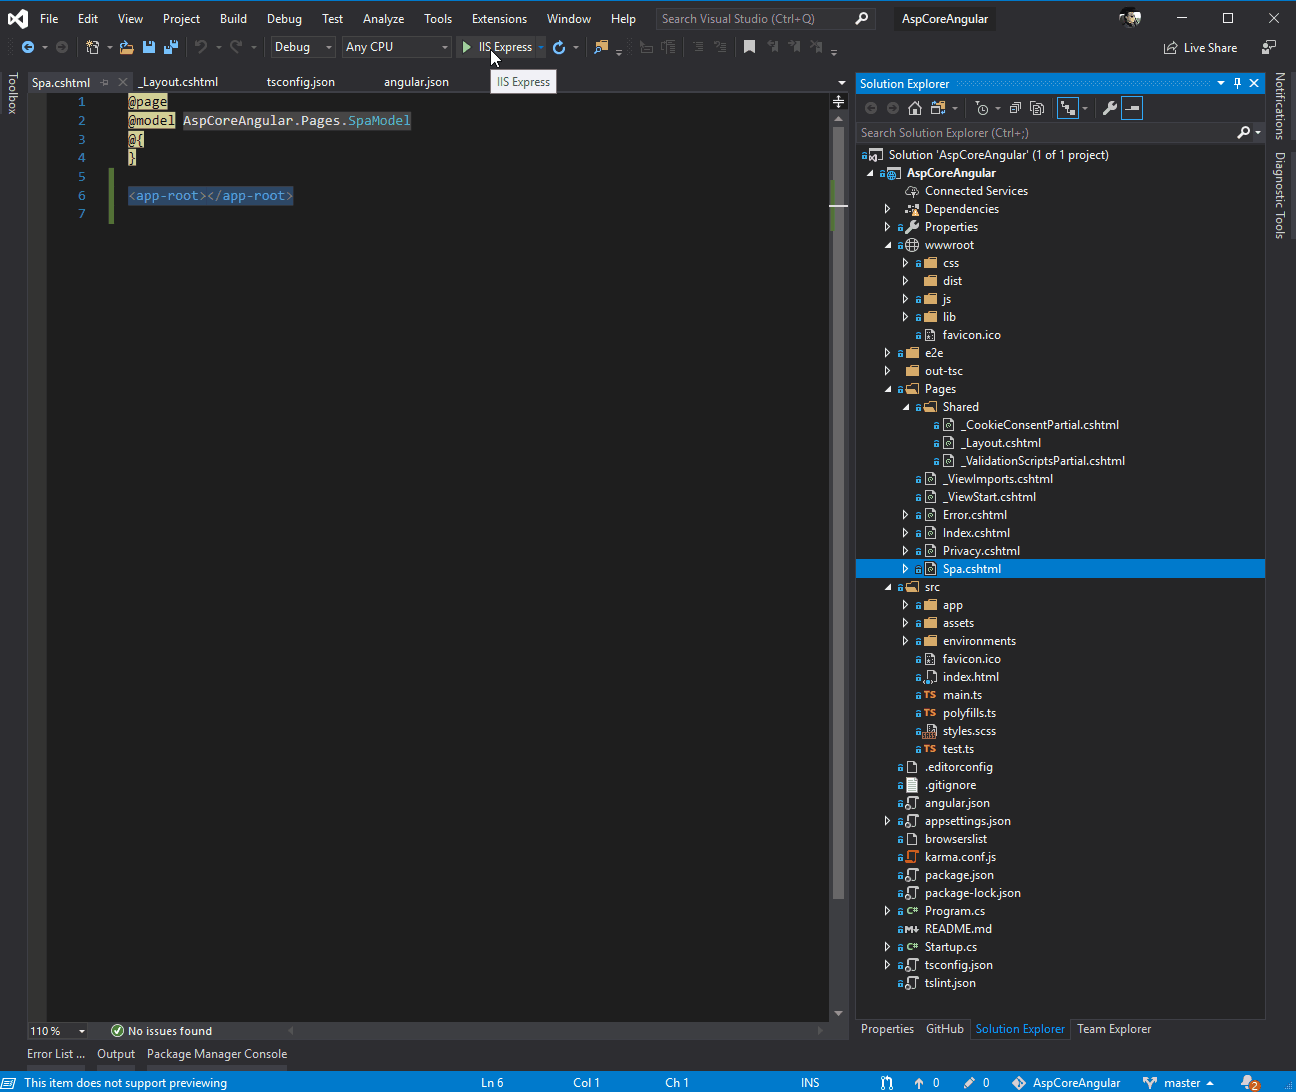 File Edit View Project Build Debug Test Analyze Tools Extensions Window Help Search Visual Studio (Ctrl+Q) AspCoreAngular
Debug Any CPU IIS Express Live Share
IIS Express
Toolbox
Spa.cshtml _Layout.cshtml tsconfig.json angular.json
1 @page
2 @model AspCoreAngular.Pages.SpaModel
3 @{
4 }
5
6 <app-root></app-root>
7
Solution Explorer
Search Solution Explorer (Ctrl+;)
Solution 'AspCoreAngular' (1 of 1 project)
AspCoreAngular
Connected Services
Dependencies
Properties
wwwroot
css
dist
js
lib
favicon.ico
e2e
out-tsc
Pages
Shared
_CookieConsentPartial.cshtml
_Layout.cshtml
_ValidationScriptsPartial.cshtml
_ViewImports.cshtml
_ViewStart.cshtml
Error.cshtml
Index.cshtml
Privacy.cshtml
Spa.cshtml
src
app
assets
environments
favicon.ico
index.html
TS main.ts
TS polyfills.ts
styles.scss
TS test.ts
.editorconfig
.gitignore
angular.json
appsettings.json
browserslist
karma.conf.js
package.json
package-lock.json
C# Program.cs
M README.md
C# Startup.cs
tsconfig.json
tslint.json
Notifications
Diagnostic Tools
110 % No issues found
Properties GitHub Solution Explorer Team Explorer
Error List ... Output Package Manager Console
This item does not support previewing Ln 6 Col 1 Ch 1 INS 0 0 AspCoreAngular master 2